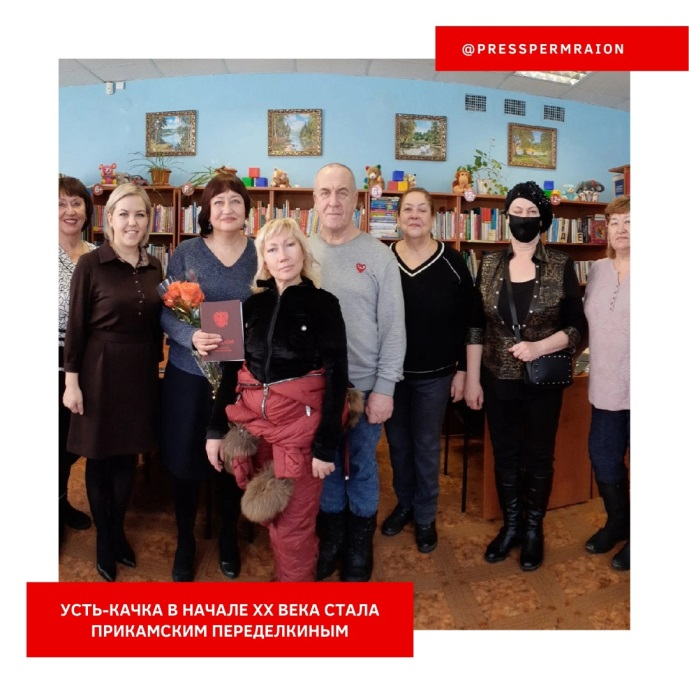 @PRESSPERMRAION
УСТЬ-КАЧКА В НАЧАЛЕ XX ВЕКА СТАЛА
ПРИКАМСКИМ ПЕРЕДЕЛКИНЫМ